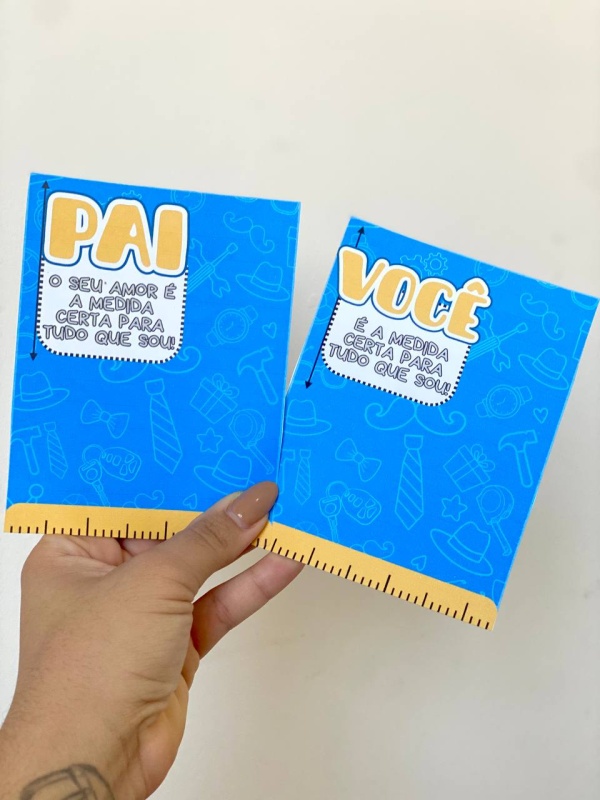 PAI
O SEU AMOR É
A MEDIDA
CERTA PARA
TUDO QUE SOU!
VOCÊ
É A MEDIDA
CERTA PARA
TUDO QUE SOU!